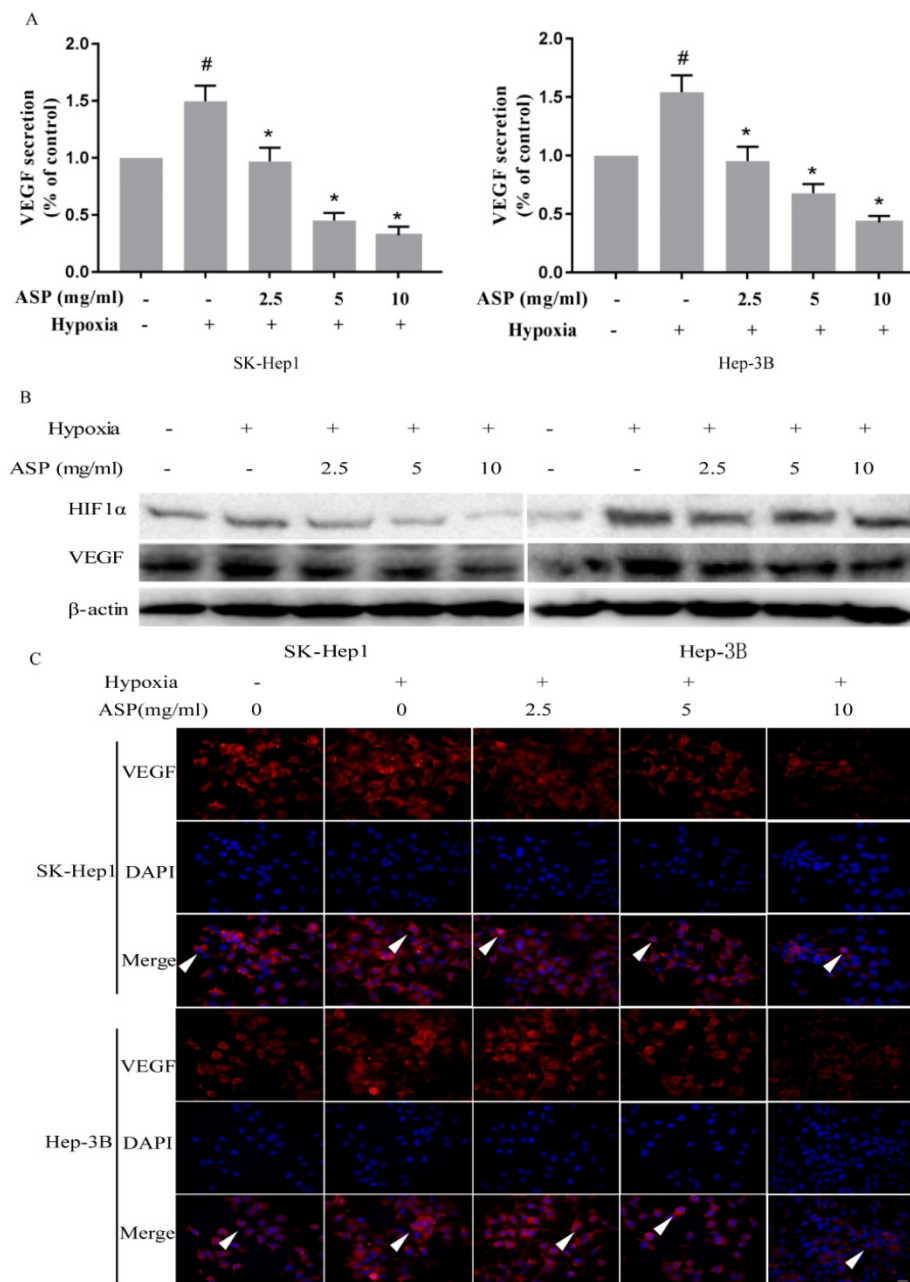 A
VEGF secretion
(% of control)
2.0
1.5
1.0
0.5
0.0
#
*
*
*
ASP (mg/ml) - - 2.5 5 10
Hypoxia - + + + +
SK-Hep1
VEGF secretion
(% of control)
2.0
1.5
1.0
0.5
0.0
#
*
*
*
ASP (mg/ml) - - 2.5 5 10
Hypoxia - + + + +
Hep-3B
B
Hypoxia - + + + + - + + + +
ASP (mg/ml) - - 2.5 5 10 - - 2.5 5 10
HIF1α
VEGF
β-actin
SK-Hep1 Hep-3B
C
Hypoxia - + + + +
ASP(mg/ml) 0 0 2.5 5 10
VEGF
SK-Hep1 DAPI
Merge
VEGF
Hep-3B DAPI
Merge